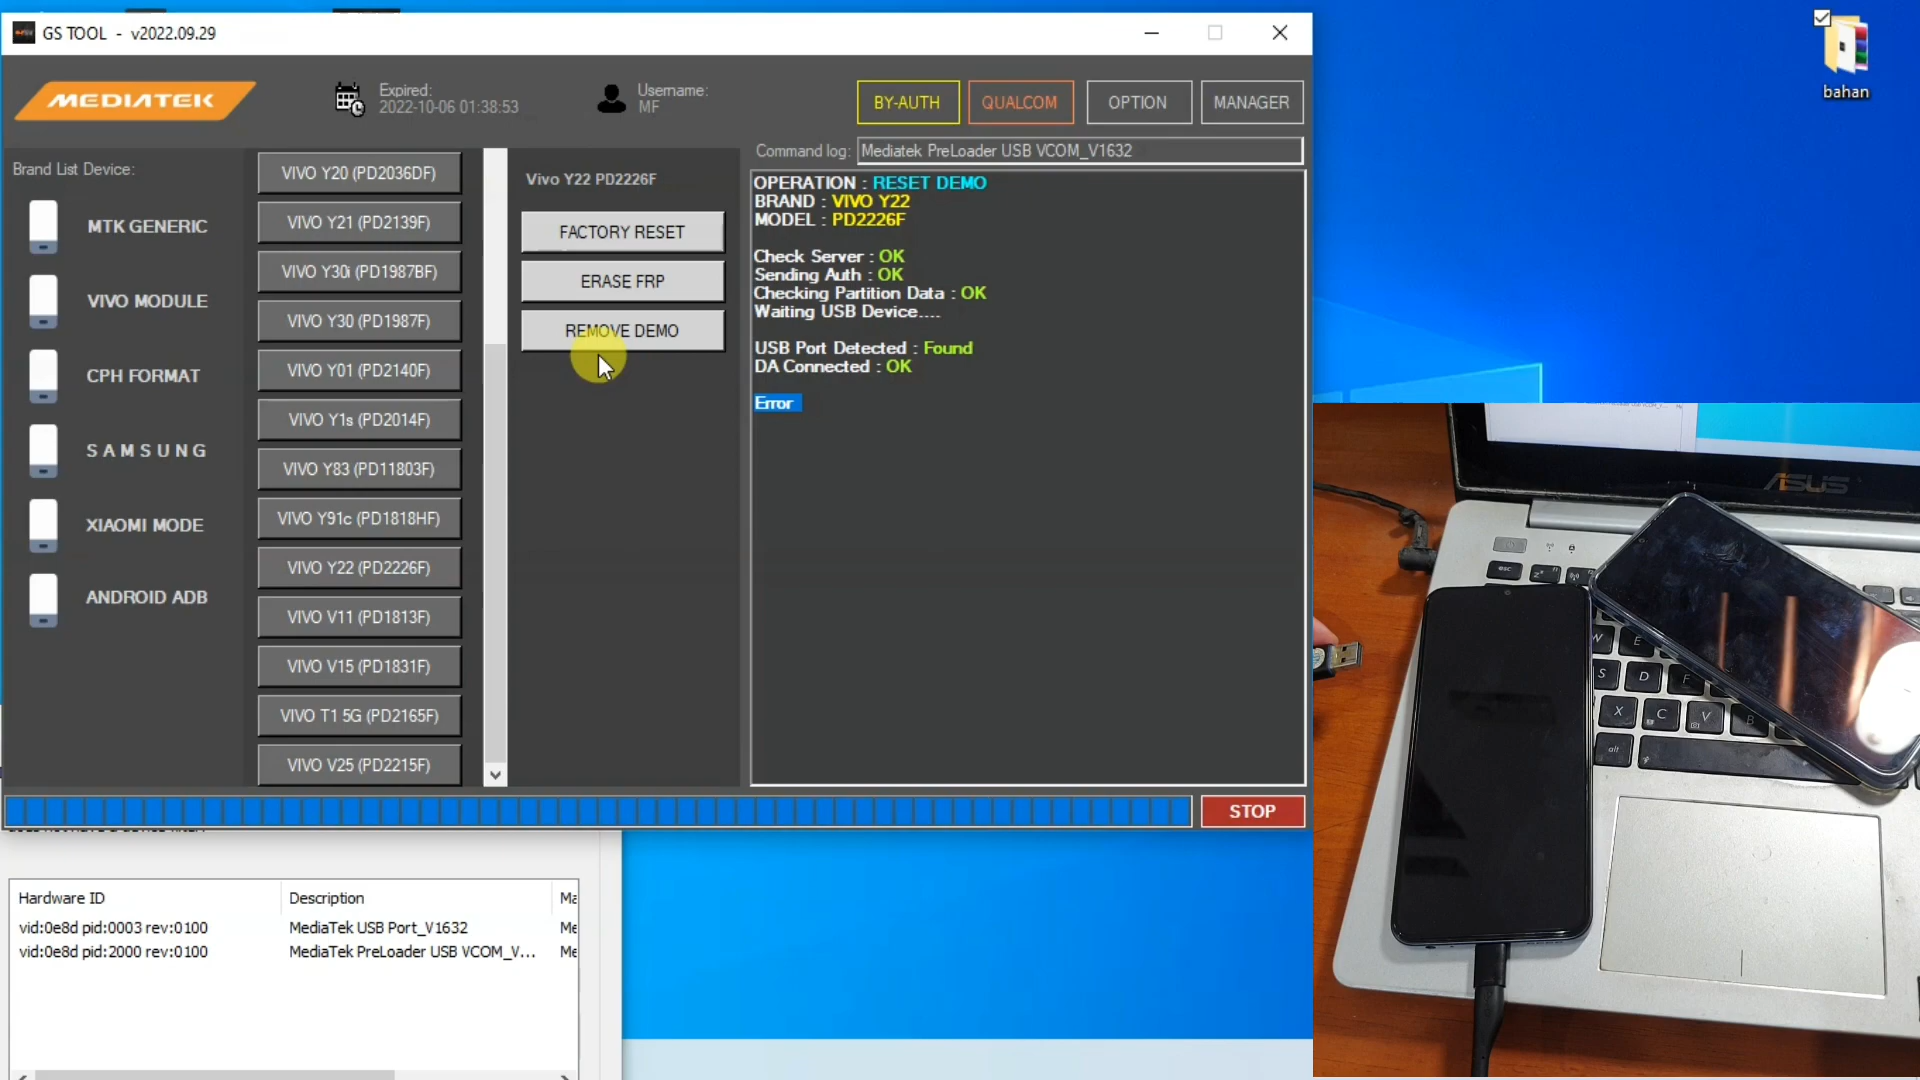 GS TOOL - v2022.09.29
MEDIATEK
Expired:
2022-10-06 01:38:53
Username:
MF
BY-AUTH
QUALCOM
OPTION
MANAGER
Command log:
Mediatek PreLoader USB VCOM_V1632
Brand List Device:
MTK GENERIC
VIVO MODULE
CPH FORMAT
SAMSUNG
XIAOMI MODE
ANDROID ADB
VIVO Y20 (PD2036DF)
VIVO Y21 (PD2139F)
VIVO Y30i (PD1987BF)
VIVO Y30 (PD1987F)
VIVO Y01 (PD2140F)
VIVO Y1s (PD2014F)
VIVO Y83 (PD11803F)
VIVO Y91c (PD1818HF)
VIVO Y22 (PD2226F)
VIVO V11 (PD1813F)
VIVO V15 (PD1831F)
VIVO T1 5G (PD2165F)
VIVO V25 (PD2215F)
Vivo Y22 PD2226F
FACTORY RESET
ERASE FRP
REMOVE DEMO
OPERATION : RESET DEMO
BRAND : VIVO Y22
MODEL : PD2226F
Check Server : OK
Sending Auth : OK
Checking Partition Data : OK
Waiting USB Device....
USB Port Detected : Found
DA Connected : OK
Error
STOP
Hardware ID
Description
Ma
vid:0e8d pid:0003 rev:0100
MediaTek USB Port_V1632
Me
vid:0e8d pid:2000 rev:0100
MediaTek PreLoader USB VCOM_V...
Me
bahan
ASUS
esc
W
E
S
D
F
X
C
V
B
alt